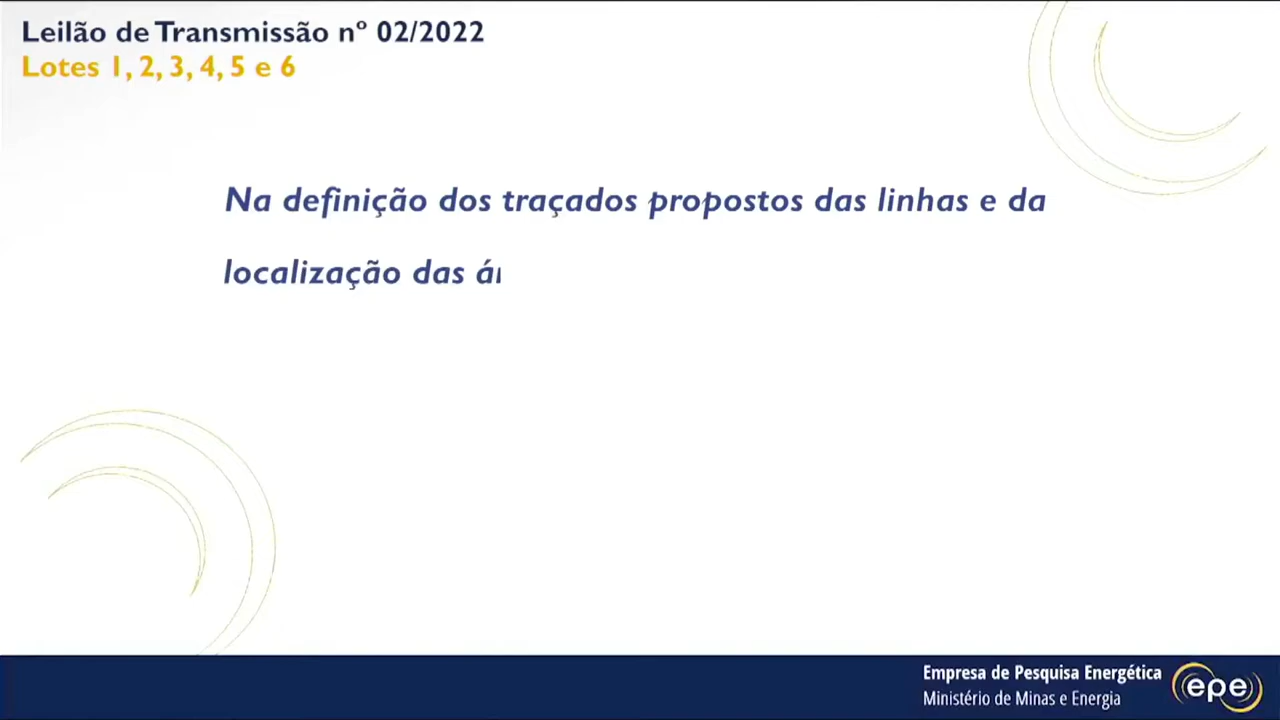 Leilão de Transmissão nº 02/2022
Lotes 1, 2, 3, 4, 5 e 6
Na definição dos traçados propostos das linhas e da
localização das
Empresa de Pesquisa Energética
Ministério de Minas e Energia
epe